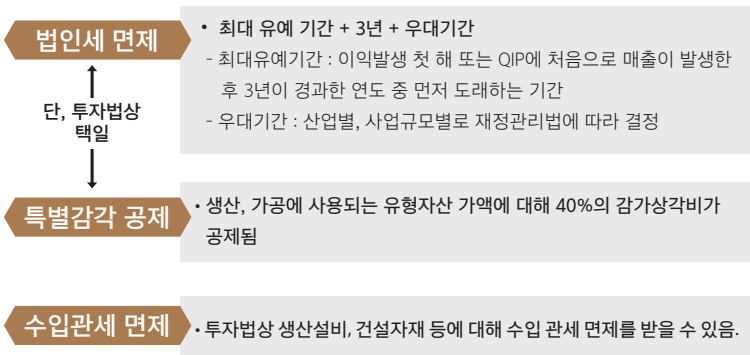 법인세 면제
• 최대 유예 기간 + 3년 + 우대기간
- 최대유예기간 : 이익발생 첫 해 또는 QIP에 처음으로 매출이 발생한
후 3년이 경과한 연도 중 먼저 도래하는 기간
- 우대기간 : 산업별, 사업규모별로 재정관리법에 따라 결정
단, 투자법상
택일
특별감각 공제
• 생산, 가공에 사용되는 유형자산 가액에 대해 40%의 감가상각비가
공제됨
수입관세 면제
• 투자법상 생산설비, 건설자재 등에 대해 수입 관세 면제를 받을 수 있음.